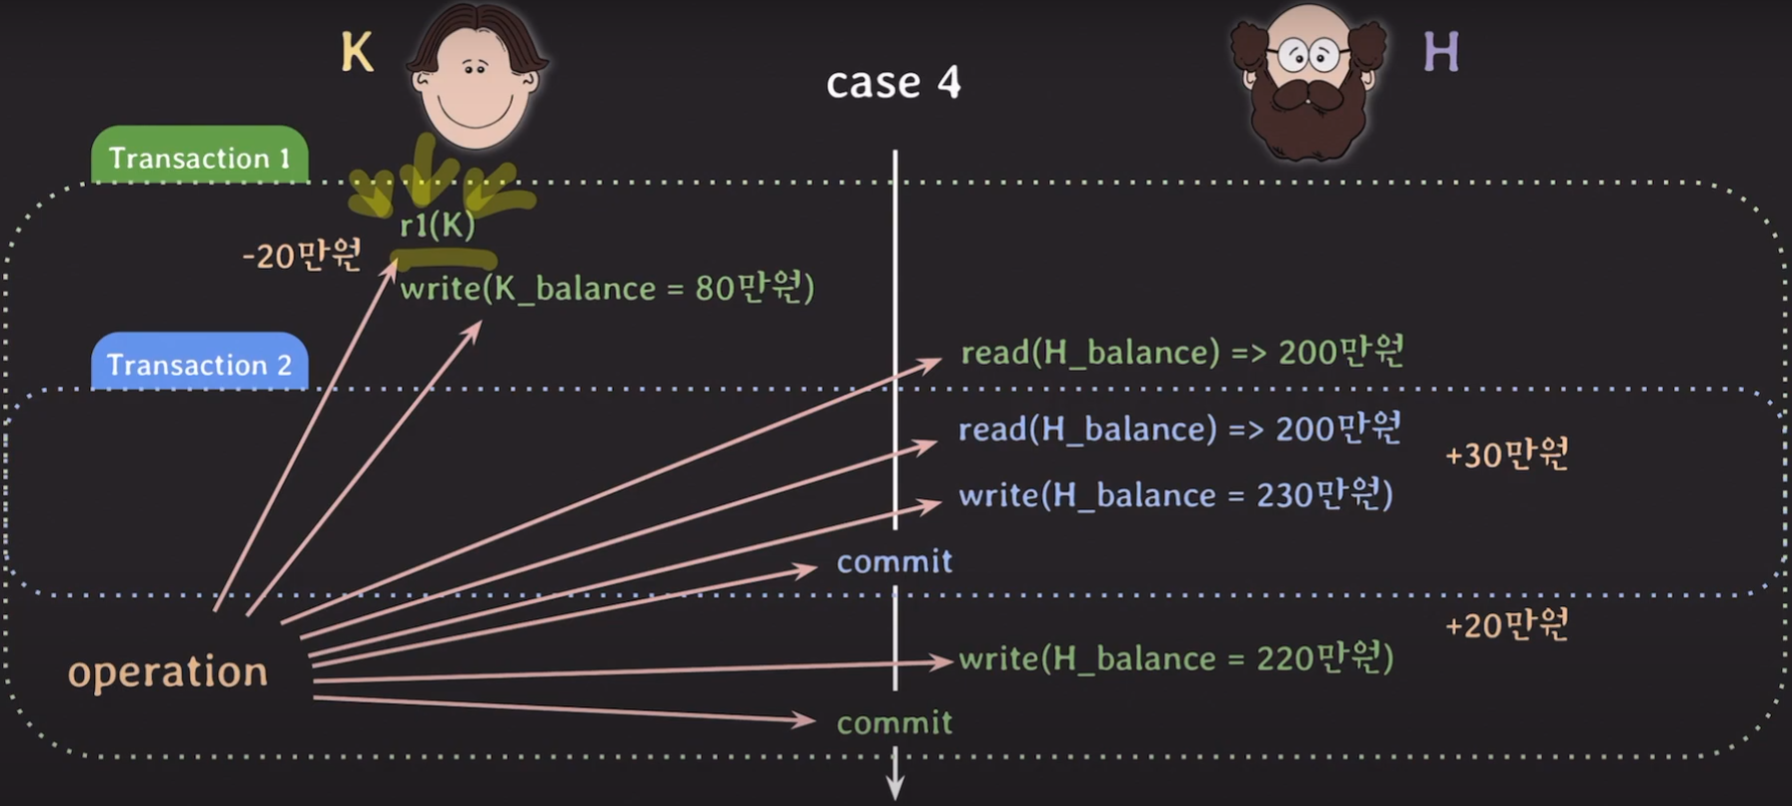 K
H
case 4
Transaction 1
r1(K)
-20만원
write(K_balance = 80만원)
Transaction 2
read(H_balance) => 200만원
read(H_balance) => 200만원
+30만원
write(H_balance = 230만원)
commit
+20만원
operation
write(H_balance = 220만원)
commit